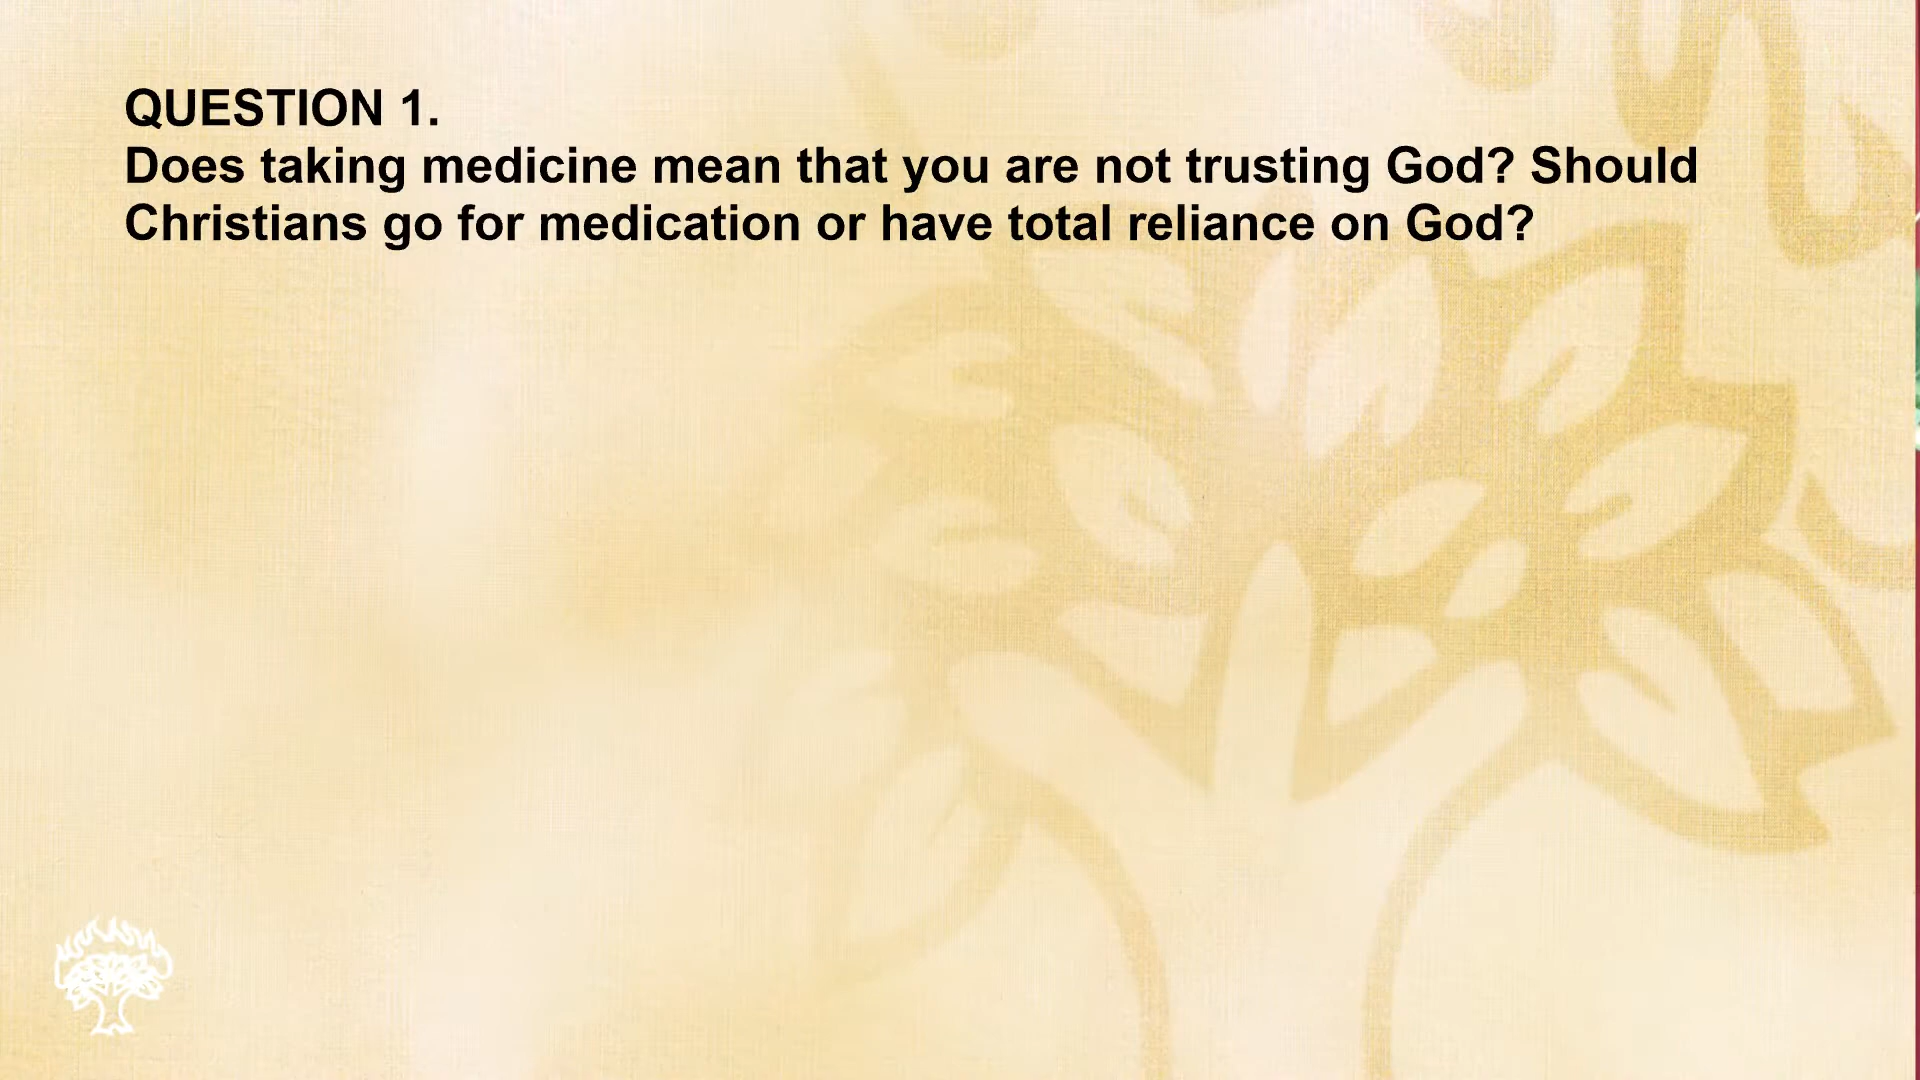 QUESTION 1.
Does taking medicine mean that you are not trusting God? Should
Christians go for medication or have total reliance on God?